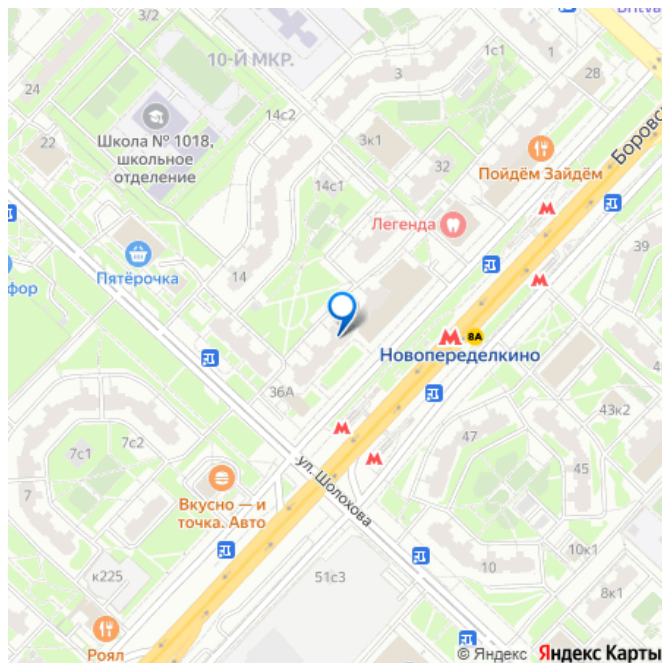 3/2
10-Й МКР.
1с1
1
3
28
24
14с2
Школа № 1018,
школьное
отделение
22
3к1
32
Пойдём Зайдём
Боровс
14с1
Легенда
39
14
Пятёрочка
фор
8А
Новопеределкино
36А
43к2
47
45
7с2
7с1
7
ул. Шолохова
Вкусно — и
точка. Авто
10к1
10
к225
51с3
8к1
Роял
© Яндекс Яндекс Карты